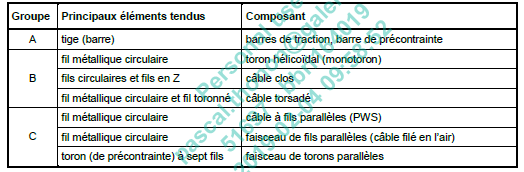 Groupe Principaux éléments tendus Composant
A tige (barre) barres de traction, barre de précontrainte
fil métallique circulaire toron hélicoïdal (monotoron)
B fils circulaires et fils en Z câble clos
fil métallique circulaire et fil toronné câble torsadé
fil métallique circulaire câble à fils parallèles (PWS)
C fil métallique circulaire faisceau de fils parallèles (câble filé en l'air)
toron (de précontrainte) à sept fils faisceau de torons parallèles
Personal use